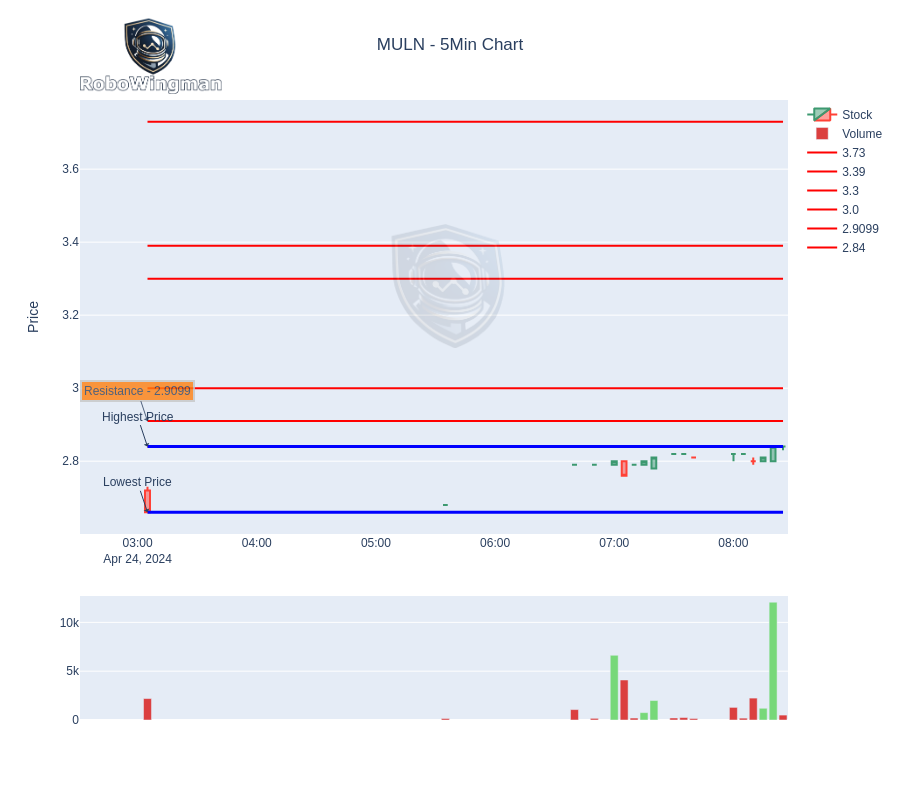 RoboWingman
MULN - 5Min Chart
Stock
Volume
3.73
3.39
3.3
3.0
2.9099
2.84
Price
3.6
3.4
3.2
3
2.8
Resistance - 2.9099
Highest Price
Lowest Price
03:00
04:00
05:00
06:00
07:00
08:00
Apr 24, 2024
10k
5k
0